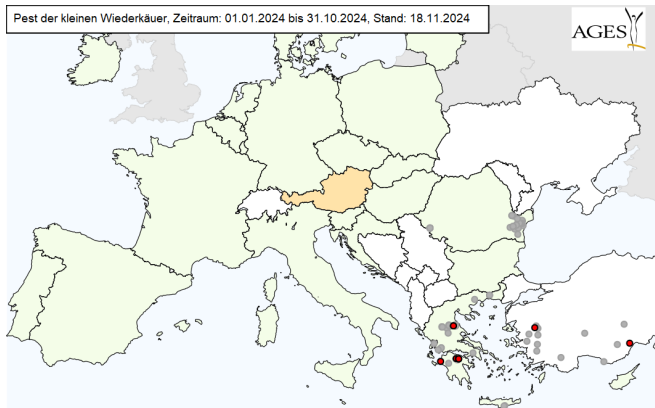 Pest der kleinen Wiederkäuer, Zeitraum: 01.01.2024 bis 31.10.2024, Stand: 18.11.2024
AGES